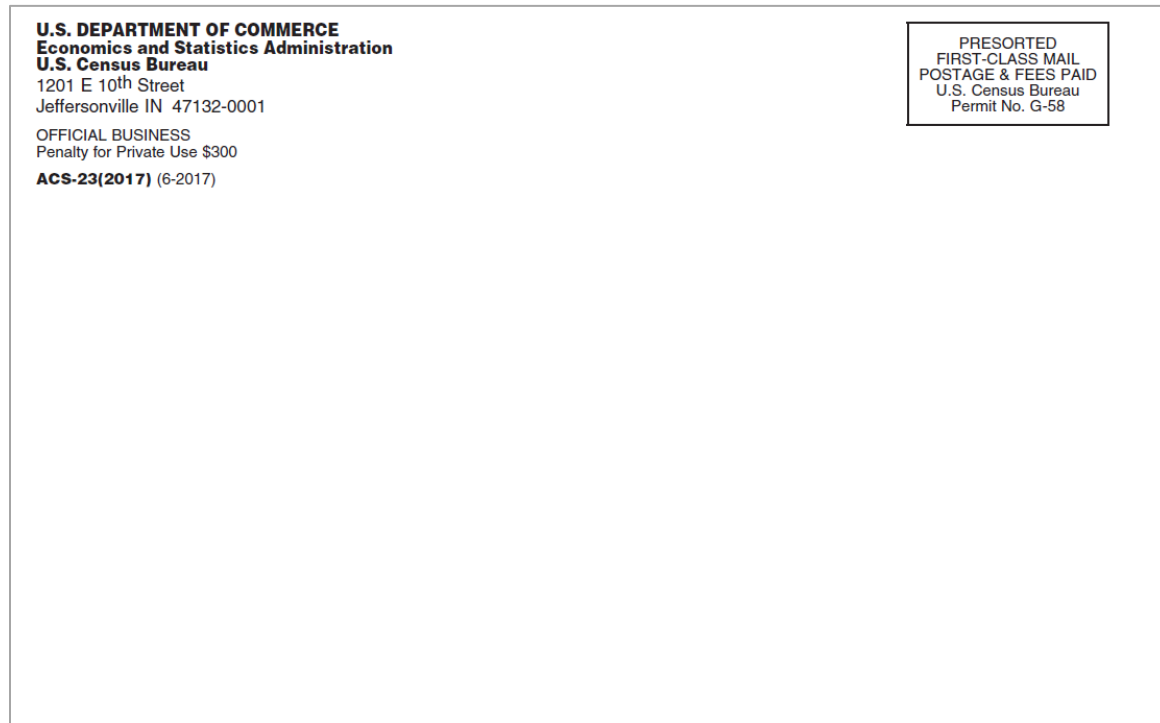 U.S. DEPARTMENT OF COMMERCE
Economics and Statistics Administration
U.S. Census Bureau
1201 E 10th Street
Jeffersonville IN 47132-0001
OFFICIAL BUSINESS
Penalty for Private Use $300
ACS-23(2017) (6-2017)
PRESORTED
FIRST-CLASS MAIL
POSTAGE & FEES PAID
U.S. Census Bureau
Permit No. G-58